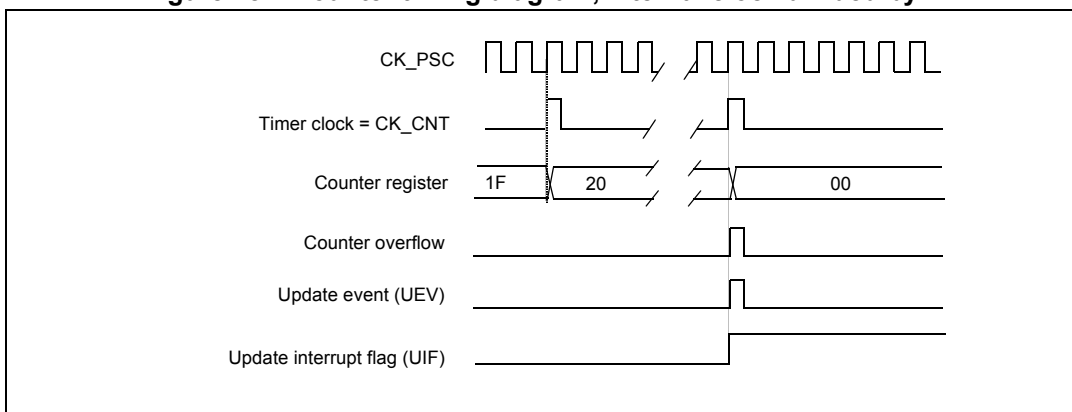 CK_PSC
Timer clock = CK_CNT
Counter register 1F 20 00
Counter overflow
Update event (UEV)
Update interrupt flag (UIF)